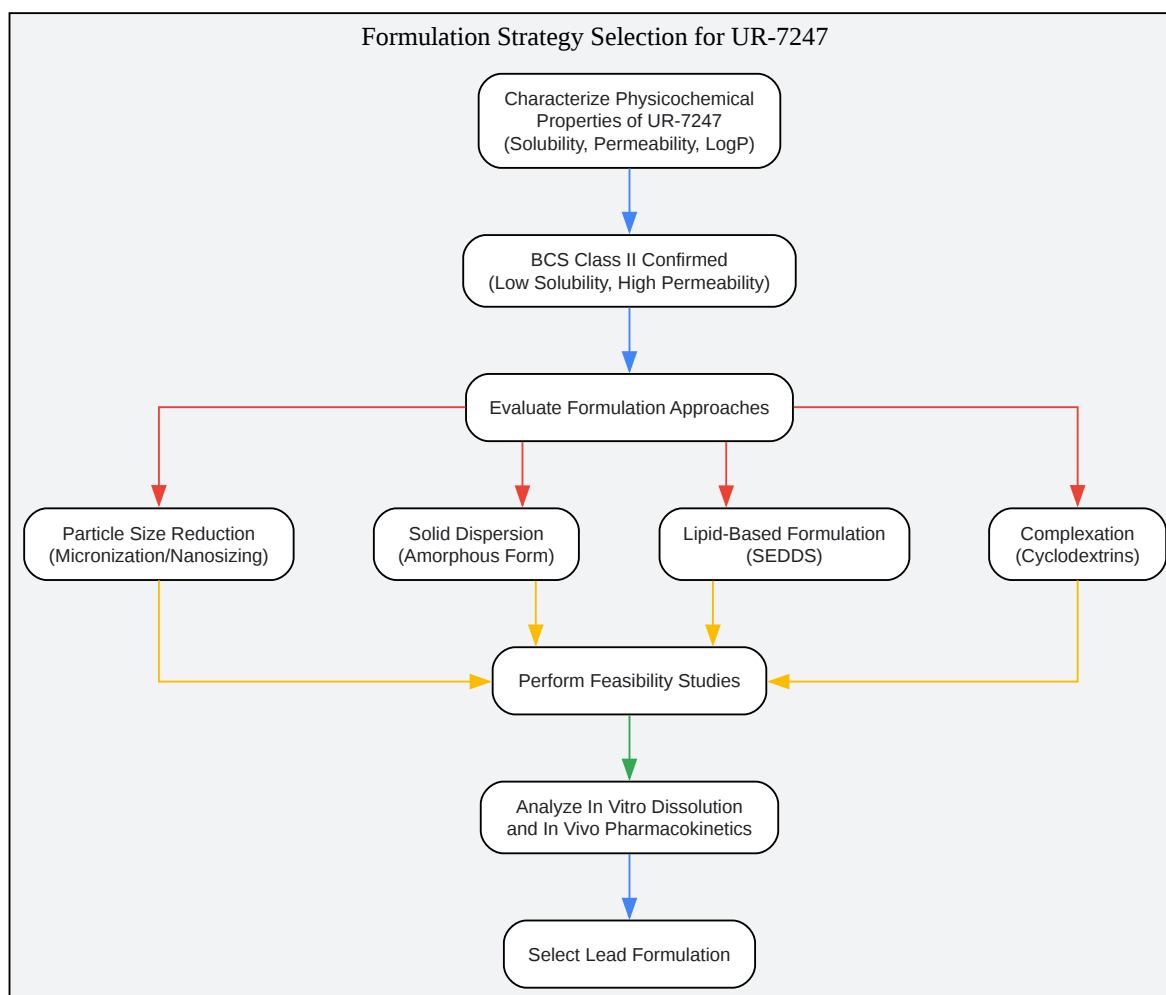 Formulation Strategy Selection for UR-7247
Characterize Physicochemical
Properties of UR-7247
(Solubility, Permeability, LogP)
BCS Class II Confirmed
(Low Solubility, High Permeability)
Evaluate Formulation Approaches
Particle Size Reduction
(Micronization/Nanosizing)
Solid Dispersion
(Amorphous Form)
Lipid-Based Formulation
(SEDDS)
Complexation
(Cyclodextrins)
Perform Feasibility Studies
Analyze In Vitro Dissolution
and In Vivo Pharmacokinetics
Select Lead Formulation